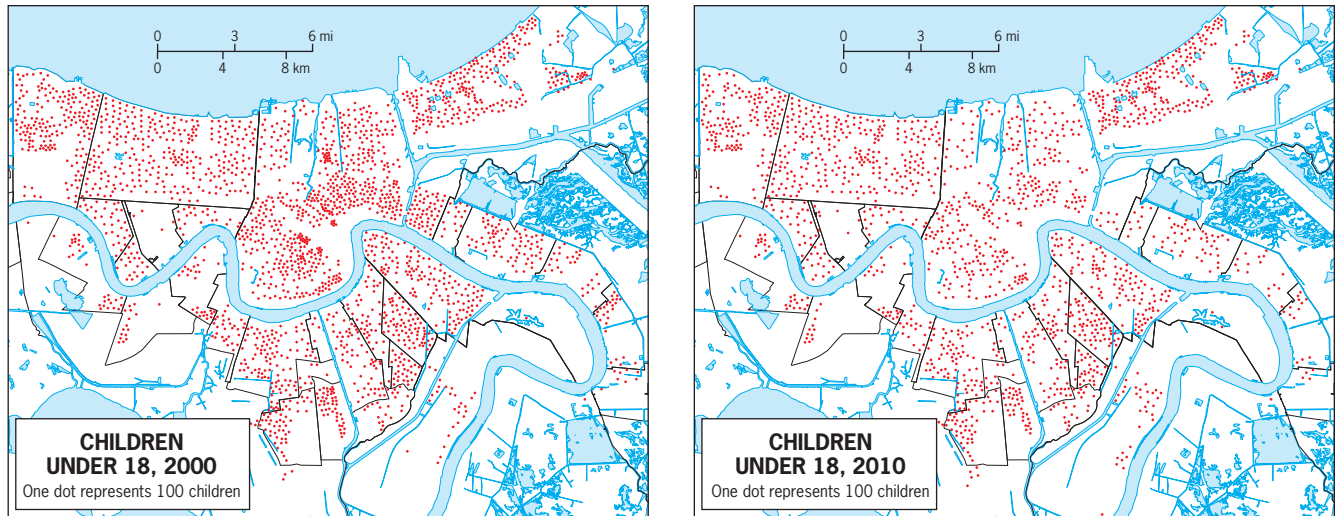 0 3 6 mi
0 4 8 km
CHILDREN
UNDER 18, 2000
One dot represents 100 children
0 3 6 mi
0 4 8 km
CHILDREN
UNDER 18, 2010
One dot represents 100 children